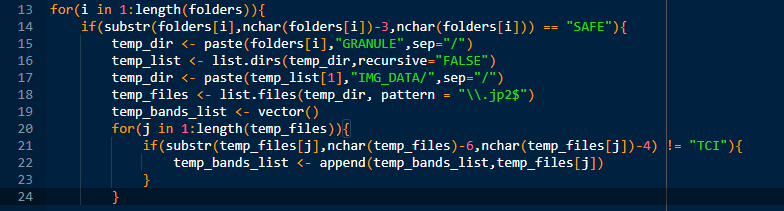 13 for(i in 1:length(folders)){
14     if(substr(folders[i],nchar(folders[i])-3,nchar(folders[i])) == "SAFE"){
15         temp_dir <- paste(folders[i],"GRANULE",sep="/")
16         temp_list <- list.dirs(temp_dir,recursive="FALSE")
17         temp_dir <- paste(temp_list[1],"IMG_DATA/",sep="/")
18         temp_files <- list.files(temp_dir, pattern = "\\.jp2$")
19         temp_bands_list <- vector()
20         for(j in 1:length(temp_files)){
21             if(substr(temp_files[j],nchar(temp_files)-6,nchar(temp_files[j])-4) != "TCI"){
22                 temp_bands_list <- append(temp_bands_list,temp_files[j])
23             }
24         }